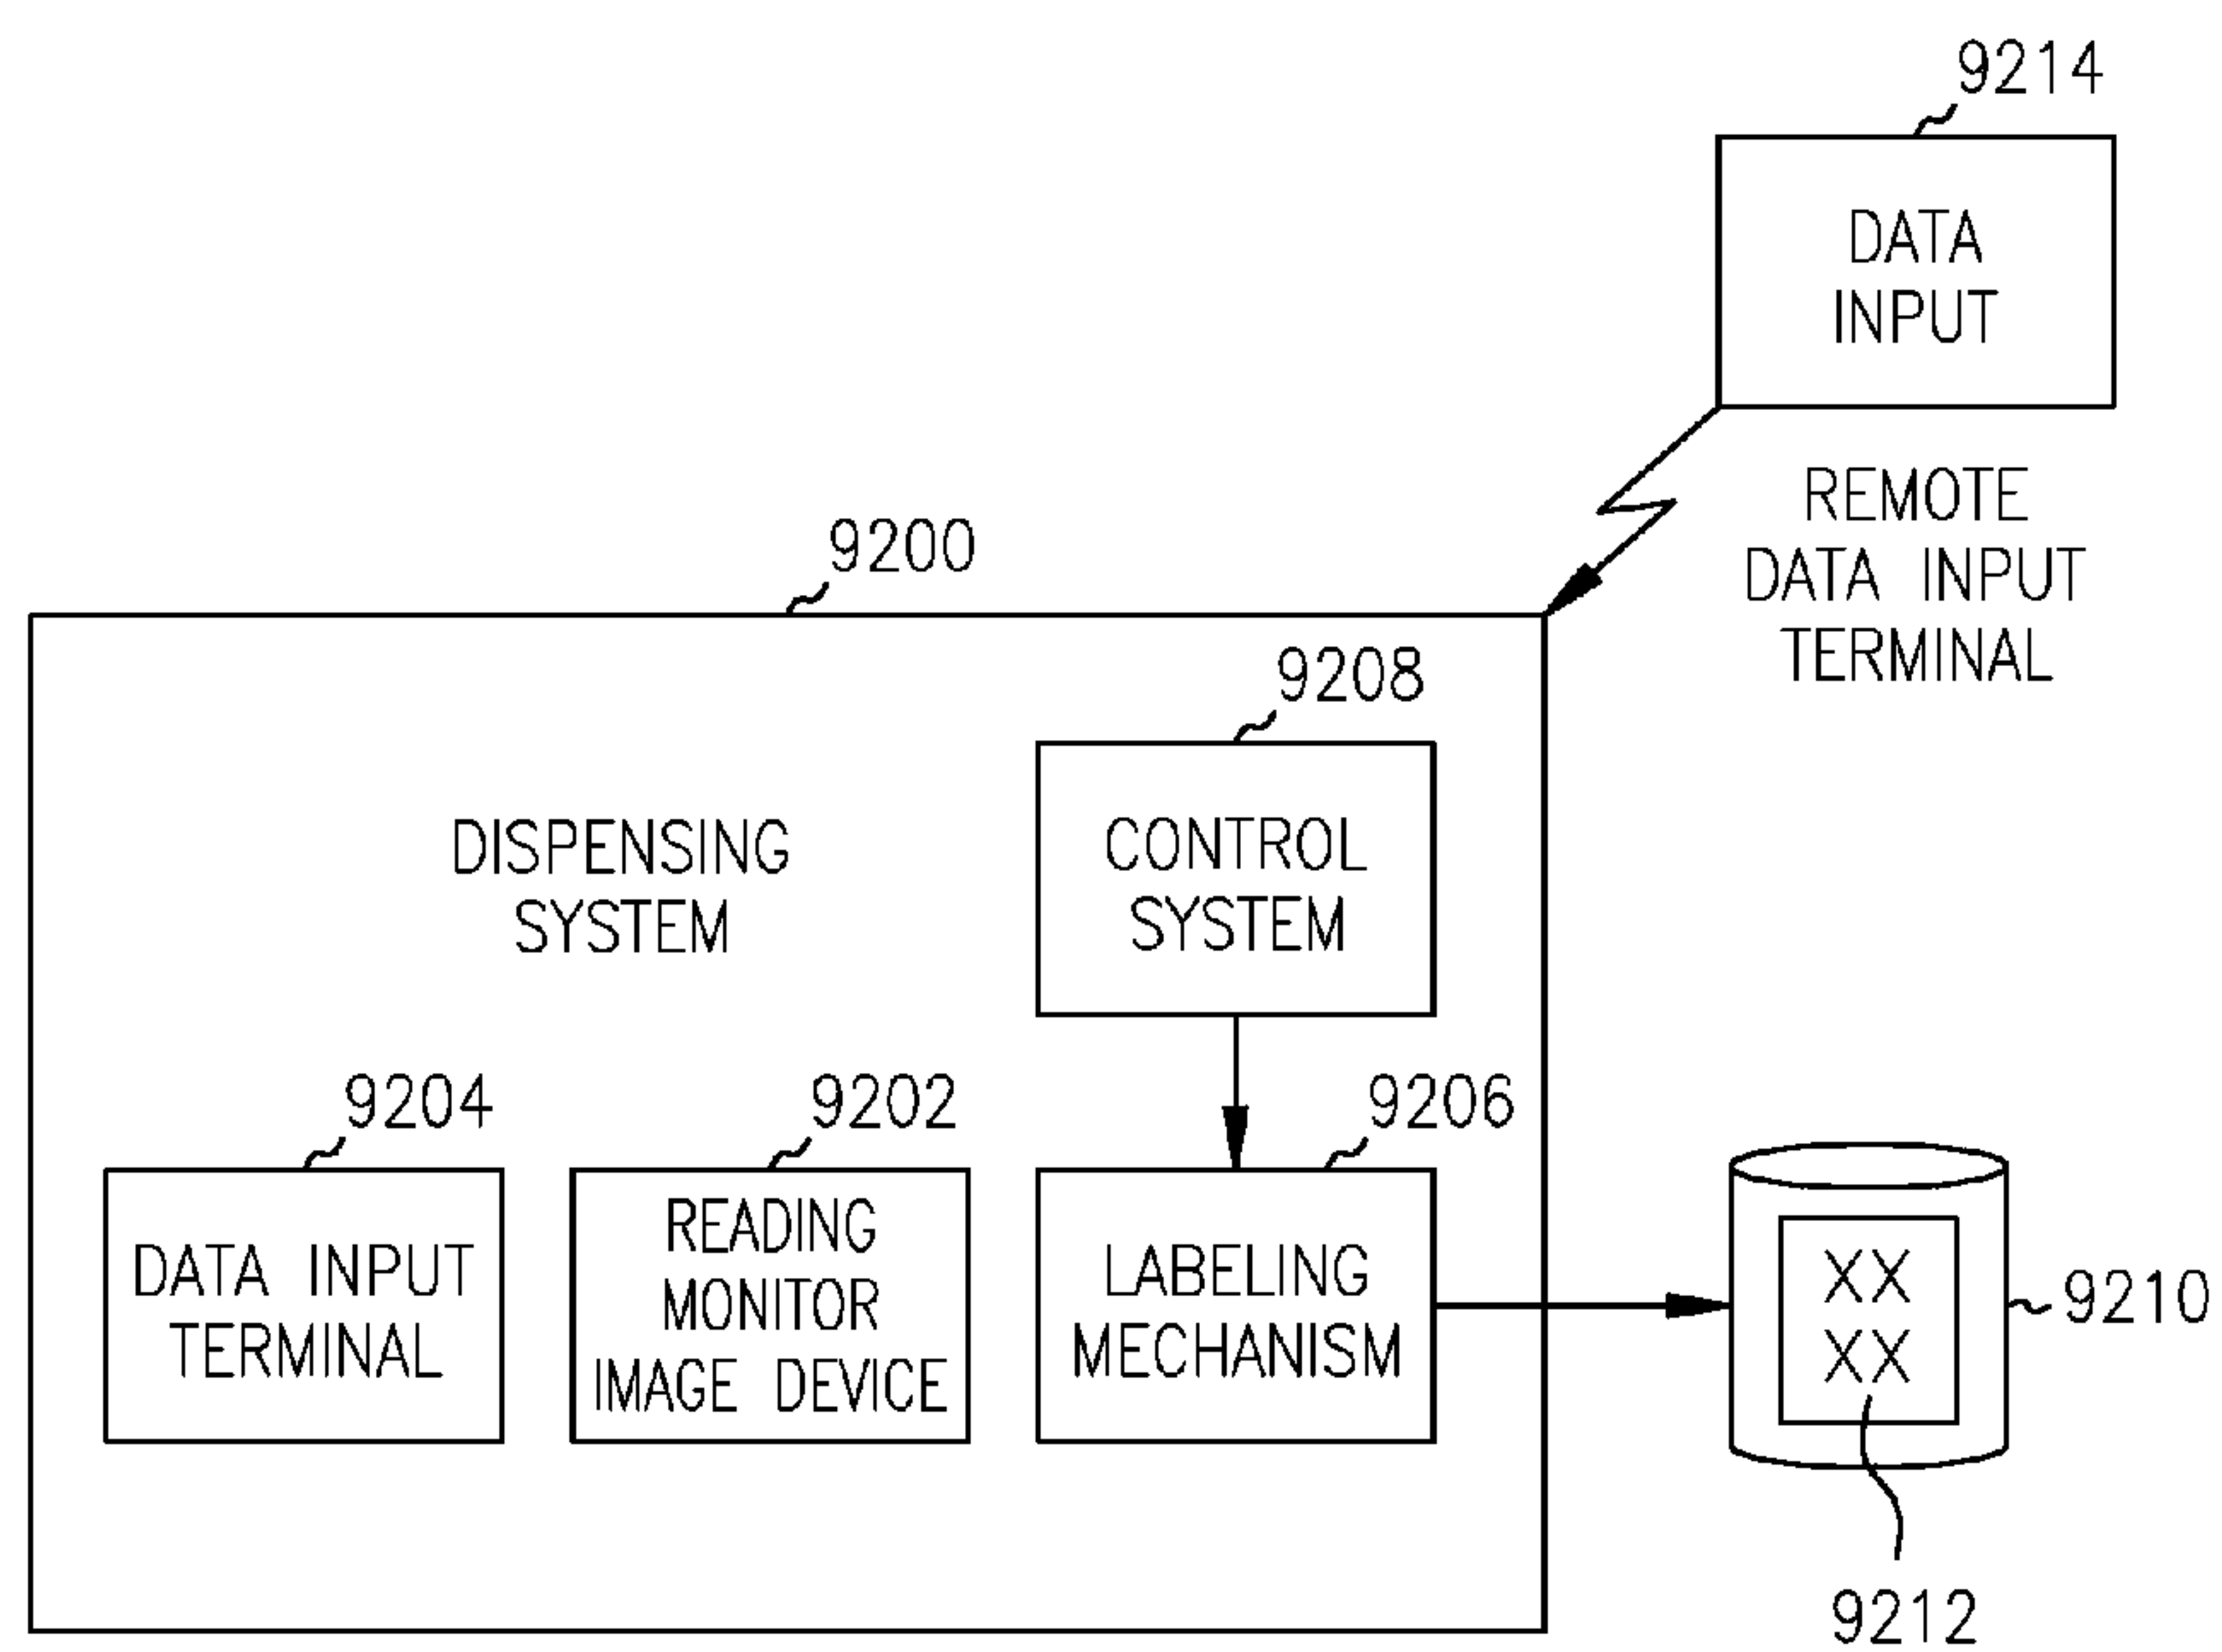 9214
DATA
INPUT
REMOTE
DATA INPUT
TERMINAL
9200
9208
DISPENSING
SYSTEM
CONTROL
SYSTEM
9204
9202
9206
DATA INPUT
TERMINAL
READING
MONITOR
IMAGE DEVICE
LABELING
MECHANISM
XX
XX
9210
9212